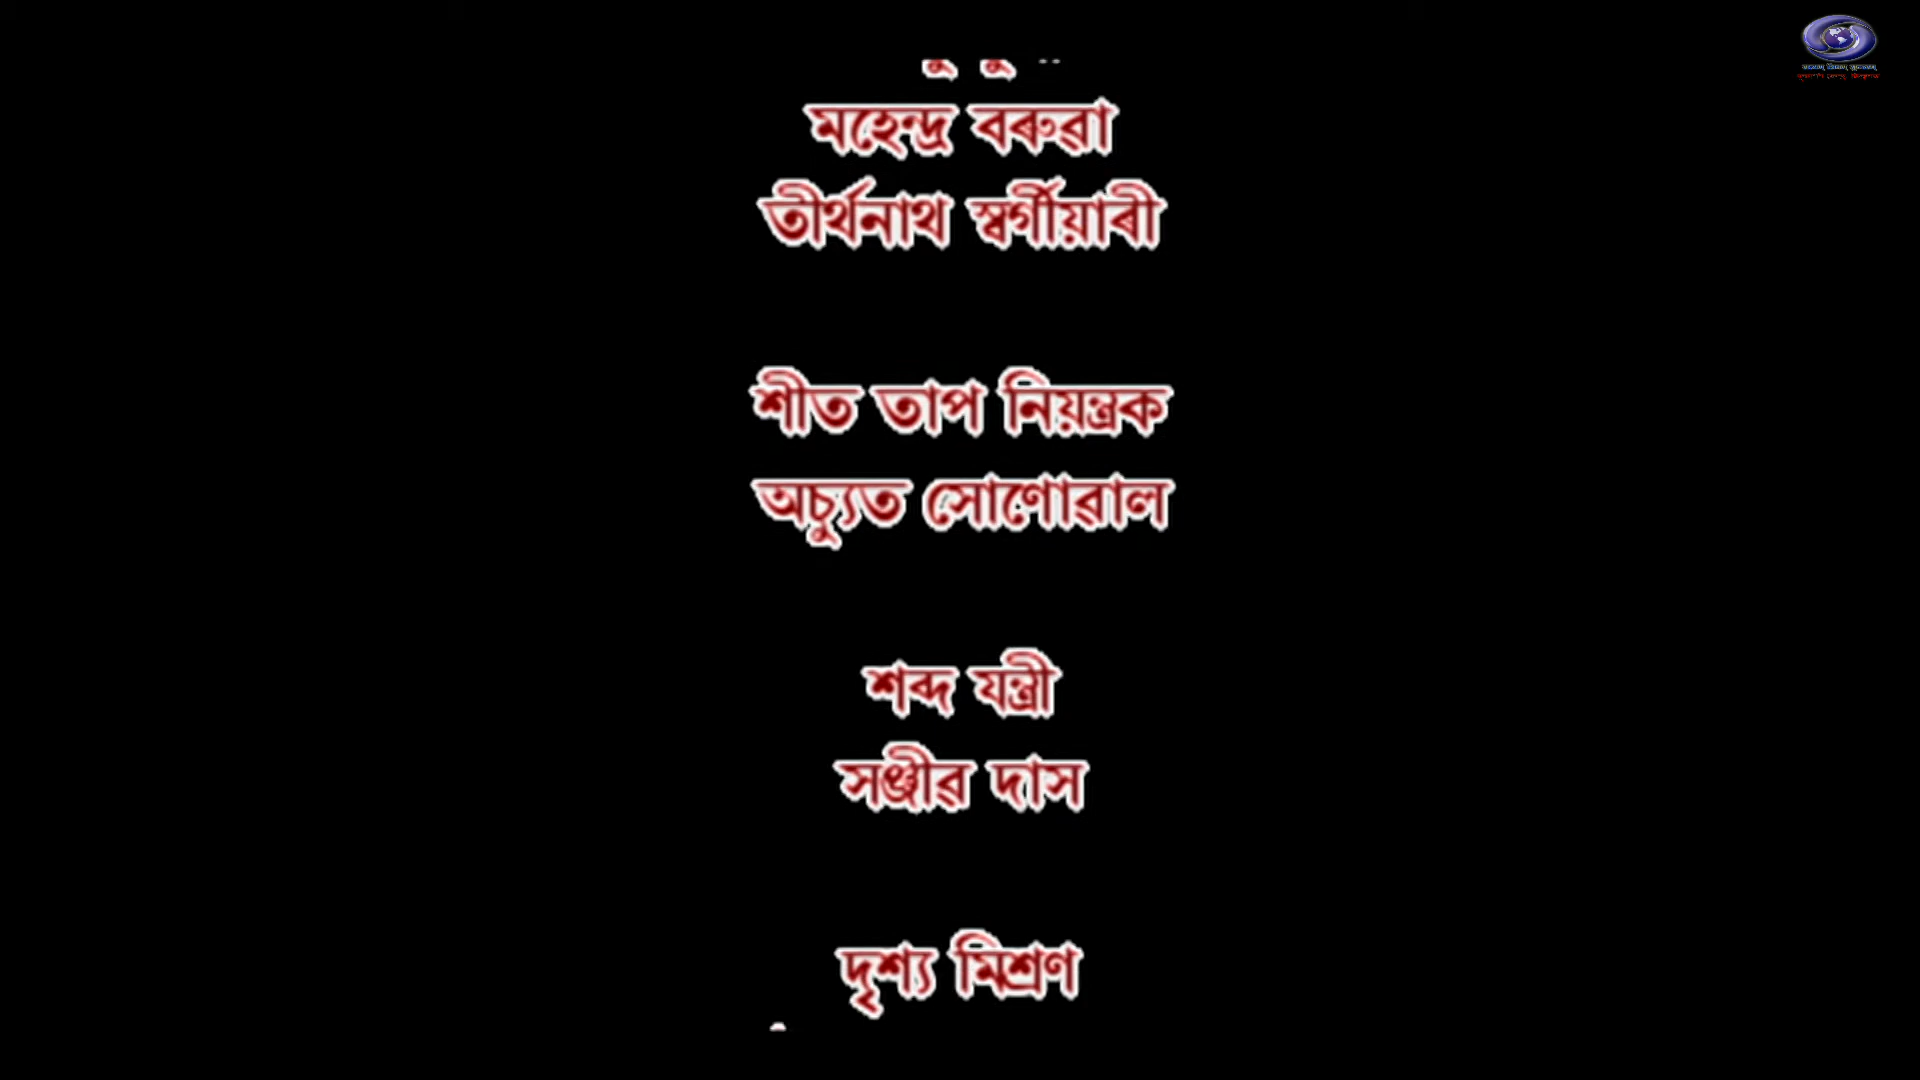 মহেন্দ্ৰ বৰুৱা
তীৰ্থনাথ স্বৰ্গীয়াৰী
শীত তাপ নিয়ন্ত্ৰক
অচ্যুত সোণোৱাল
শব্দ যন্ত্ৰী
সঞ্জীৱ দাস
দৃশ্য মিশ্ৰণ